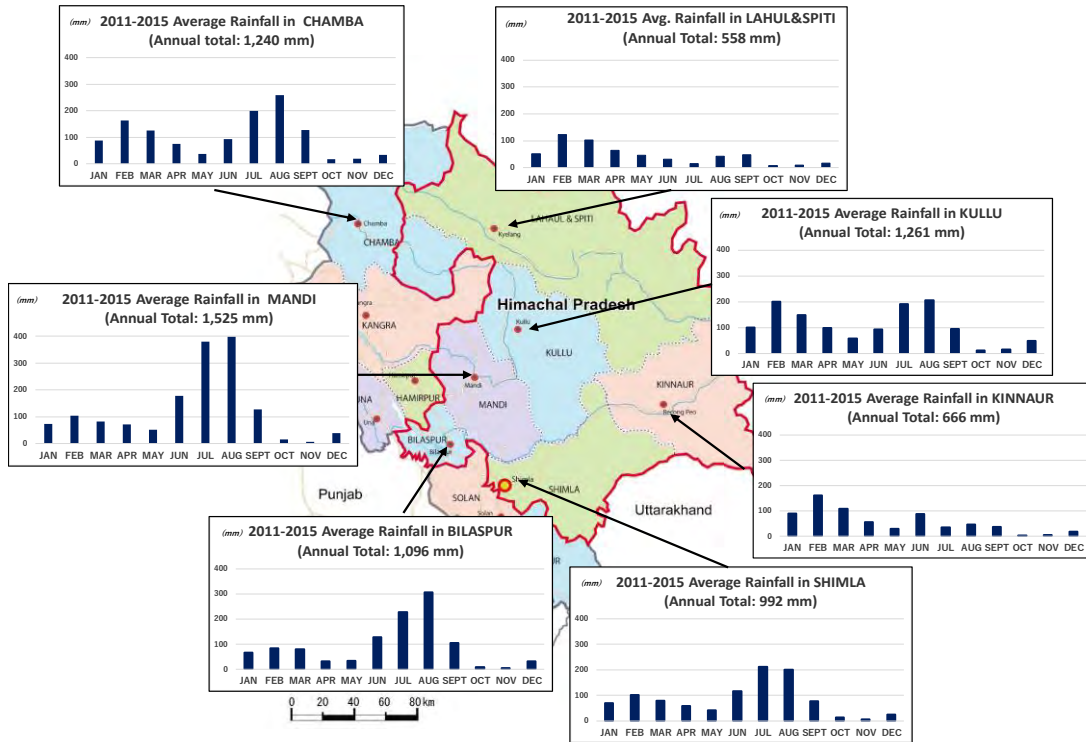 (mm) 2011-2015 Average Rainfall in CHAMBA
(Annual total: 1,240 mm)
400
300
200
100
0
JAN FEB MAR APR MAY JUN JUL AUG SEPT OCT NOV DEC
(mm) 2011-2015 Avg. Rainfall in LAHUL&SPITI
(Annual Total: 558 mm)
400
300
200
100
0
JAN FEB MAR APR MAY JUN JUL AUG SEPT OCT NOV DEC
(mm) 2011-2015 Average Rainfall in KULLU
(Annual Total: 1,261 mm)
400
300
200
100
0
JAN FEB MAR APR MAY JUN JUL AUG SEPT OCT NOV DEC
(mm) 2011-2015 Average Rainfall in MANDI
(Annual Total: 1,525 mm)
400
300
200
100
0
JAN FEB MAR APR MAY JUN JUL AUG SEPT OCT NOV DEC
(mm) 2011-2015 Average Rainfall in KINNAUR
(Annual Total: 666 mm)
400
300
200
100
0
JAN FEB MAR APR MAY JUN JUL AUG SEPT OCT NOV DEC
(mm) 2011-2015 Average Rainfall in BILASPUR
(Annual Total: 1,096 mm)
400
300
200
100
0
JAN FEB MAR APR MAY JUN JUL AUG SEPT OCT NOV DEC
(mm) 2011-2015 Average Rainfall in SHIMLA
(Annual Total: 992 mm)
400
300
200
100
0
JAN FEB MAR APR MAY JUN JUL AUG SEPT OCT NOV DEC
Chamba
CHAMBA
LAHAUL & SPITI
Kyelang
Himachal Pradesh
KANGRA
Kullu
KULLU
Mandi
MANDI
HAMIRPUR
Una
KINNAUR
BILASPUR
Shimla
SHIMLA
SOLAN
Solan
Punjab
Uttarakhand
0 20 40 60 80 km